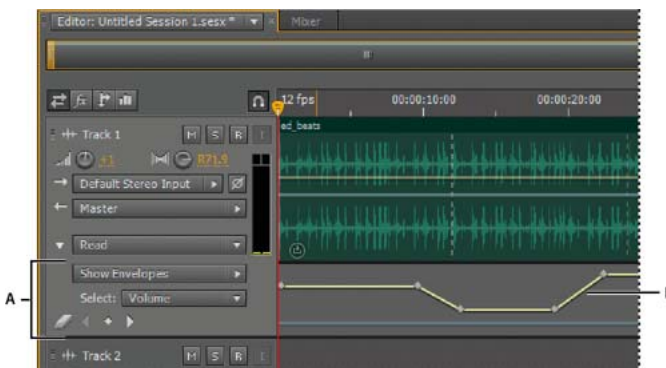 Editor: Untitled Session 1.sesx *
Mixer
fx
12 fps
00:00:10:00
00:00:20:00
Track 1
M S R I
ed_beats
+1
R71.9
Default Stereo Input
Master
Read
Show Envelopes
A
Select: Volume
Track 2
M S R I